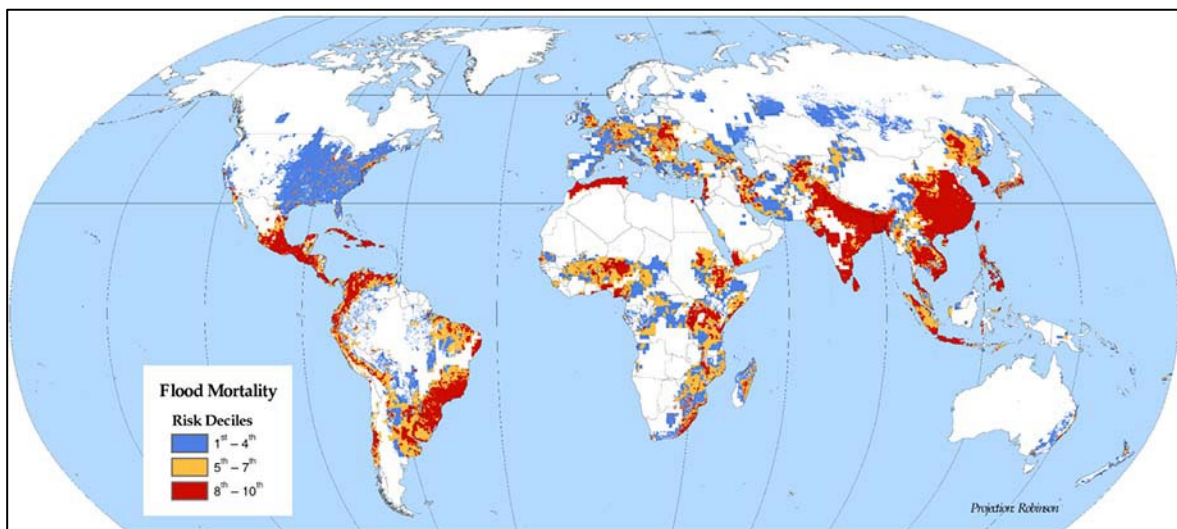 Flood Mortality
Risk Deciles
1st – 4th
5th – 7th
8th – 10th
Projection: Robinson